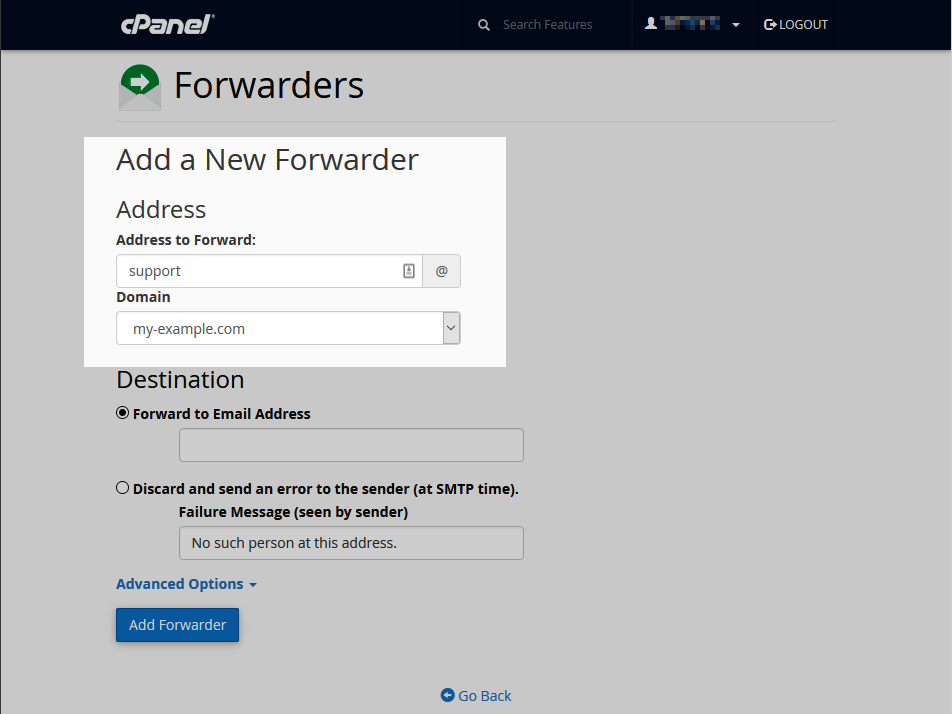 cPanel®
Search Features
LOGOUT
Forwarders
Add a New Forwarder
Address
Address to Forward:
support
@
Domain
my-example.com
Destination
Forward to Email Address
Discard and send an error to the sender (at SMTP time).
Failure Message (seen by sender)
No such person at this address.
Advanced Options
Add Forwarder
Go Back